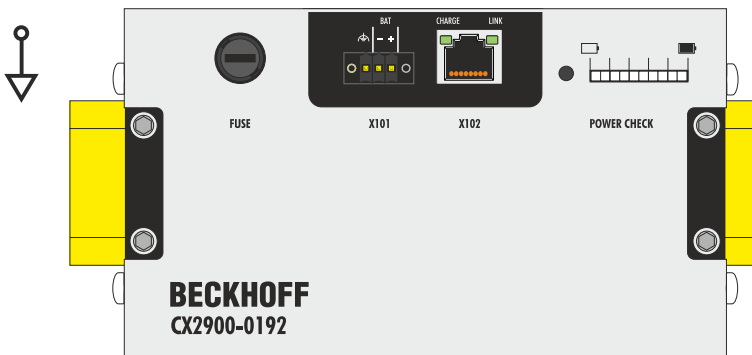 BAT
CHARGE LINK
- +
FUSE
X101
X102
POWER CHECK
BECKHOFF
CX2900-0192